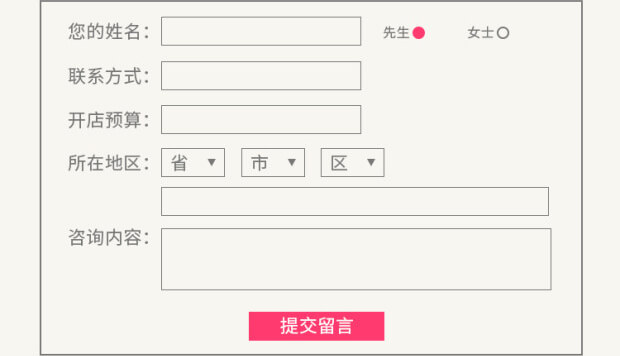 您的姓名： 先生 女士
联系方式：
开店预算：
所在地区： 省 市 区
咨询内容：
提交留言